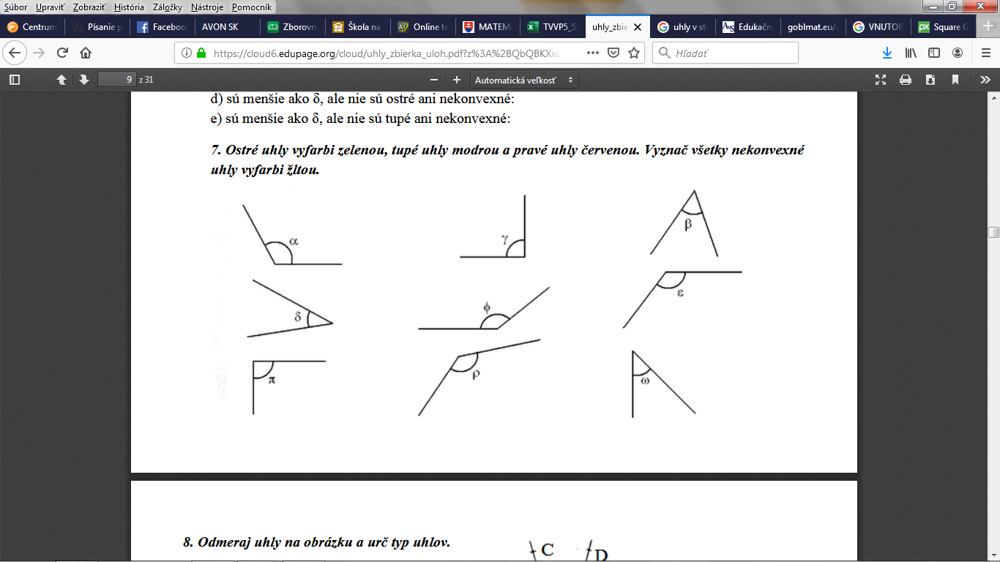 Súbor Upraviť Zobraziť História Záložky Nástroje Pomocník
Centrum Písanie p Faceboo AVON SK Zborovn Škola na Online te MATEMA TVVP5_5 uhly_zbie uhly v sta Edukačn goblmat.eu/ VNUTOR Square G
https://cloud6.edupage.org/cloud/uhly_zbierka_uloh.pdf?z%3A%2BQbQBKXxe Hľadať
9 z 31 Automatická veľkosť
d) sú menšie ako δ, ale nie sú ostré ani nekonvexné:
e) sú menšie ako δ, ale nie sú tupé ani nekonvexné:
7. Ostré uhly vyfarbi zelenou, tupé uhly modrou a pravé uhly červenou. Vyznač všetky nekonvexné
uhly vyfarbi žltou.
α γ β
δ ϕ ε
π ρ ω
8. Odmeraj uhly na obrázku a urč typ uhlov.
C D